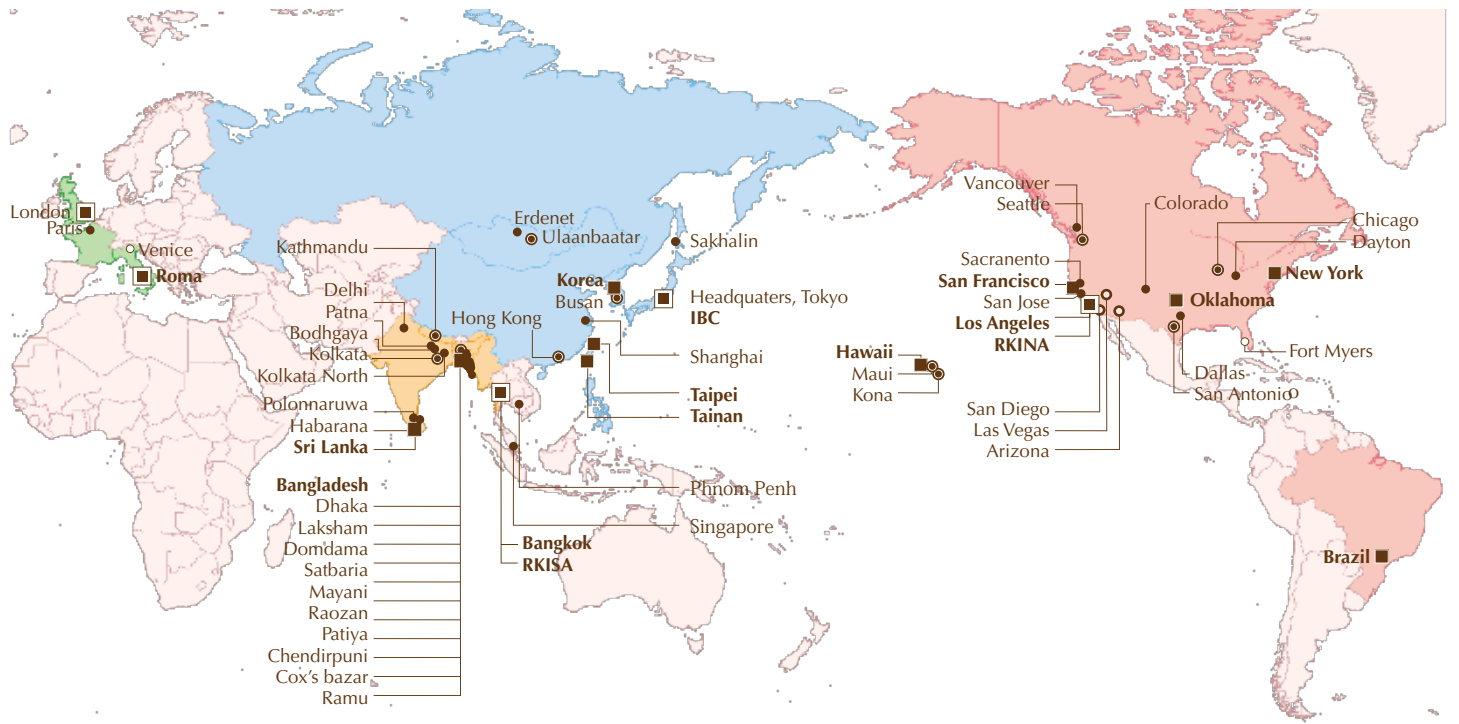 London
Paris
Venice
Roma
Kathmandu
Delhi
Patna
Bodhgaya
Kolkata
Kolkata North
Polonnaruwa
Habarana
Sri Lanka
Bangladesh
Dhaka
Laksham
Domdama
Satbaria
Mayani
Raozan
Patiya
Chendirpuni
Cox's bazar
Ramu
Erdenet
Ulaanbaatar
Sakhalin
Korea
Busan
Headquaters, Tokyo
IBC
Hong Kong
Shanghai
Taipei
Tainan
Phnom Penh
Singapore
Bangkok
RKISA
Hawaii
Maui
Kona
Vancouver
Seattle
Sacranento
San Francisco
San Jose
Los Angeles
RKINA
San Diego
Las Vegas
Arizona
Colorado
Chicago
Dayton
New York
Oklahoma
Fort Myers
Dallas
San Antonio
Brazil